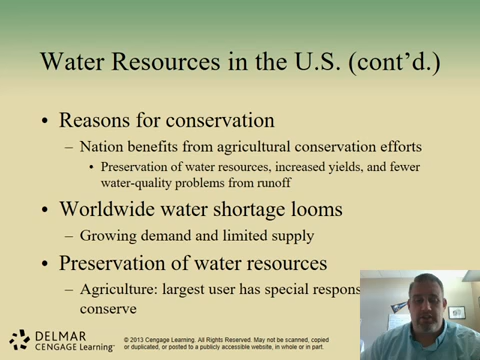 Water Resources in the U.S. (cont’d.)
• Reasons for conservation
– Nation benefits from agricultural conservation efforts
• Preservation of water resources, increased yields, and fewer
water-quality problems from runoff
• Worldwide water shortage looms
– Growing demand and limited supply
• Preservation of water resources
– Agriculture: largest user has special
conserve
DELMAR
CENGAGE Learning™
© 2013 Cengage Learning. All Rights Reserved. May not be scanned, copied
or duplicated, or posted to a publicly accessible website, in whole or in part.